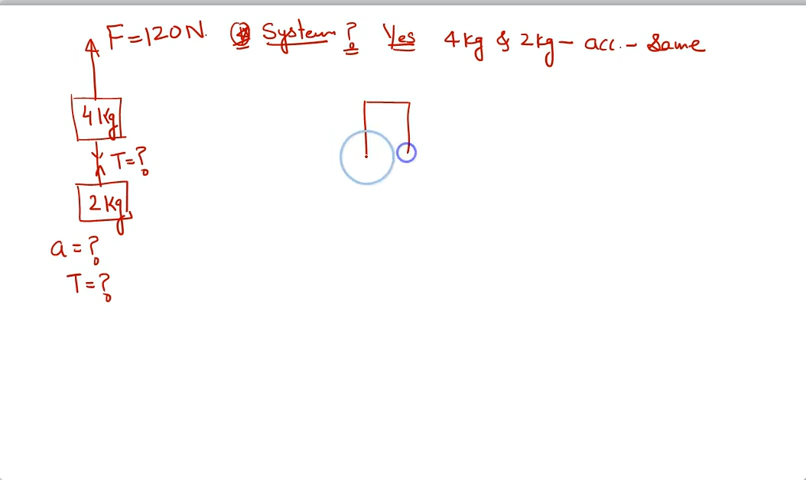 F=120N. System? Yes 4kg & 2kg - acc. - Same
4Kg
T=?
2Kg
a=?
T=?